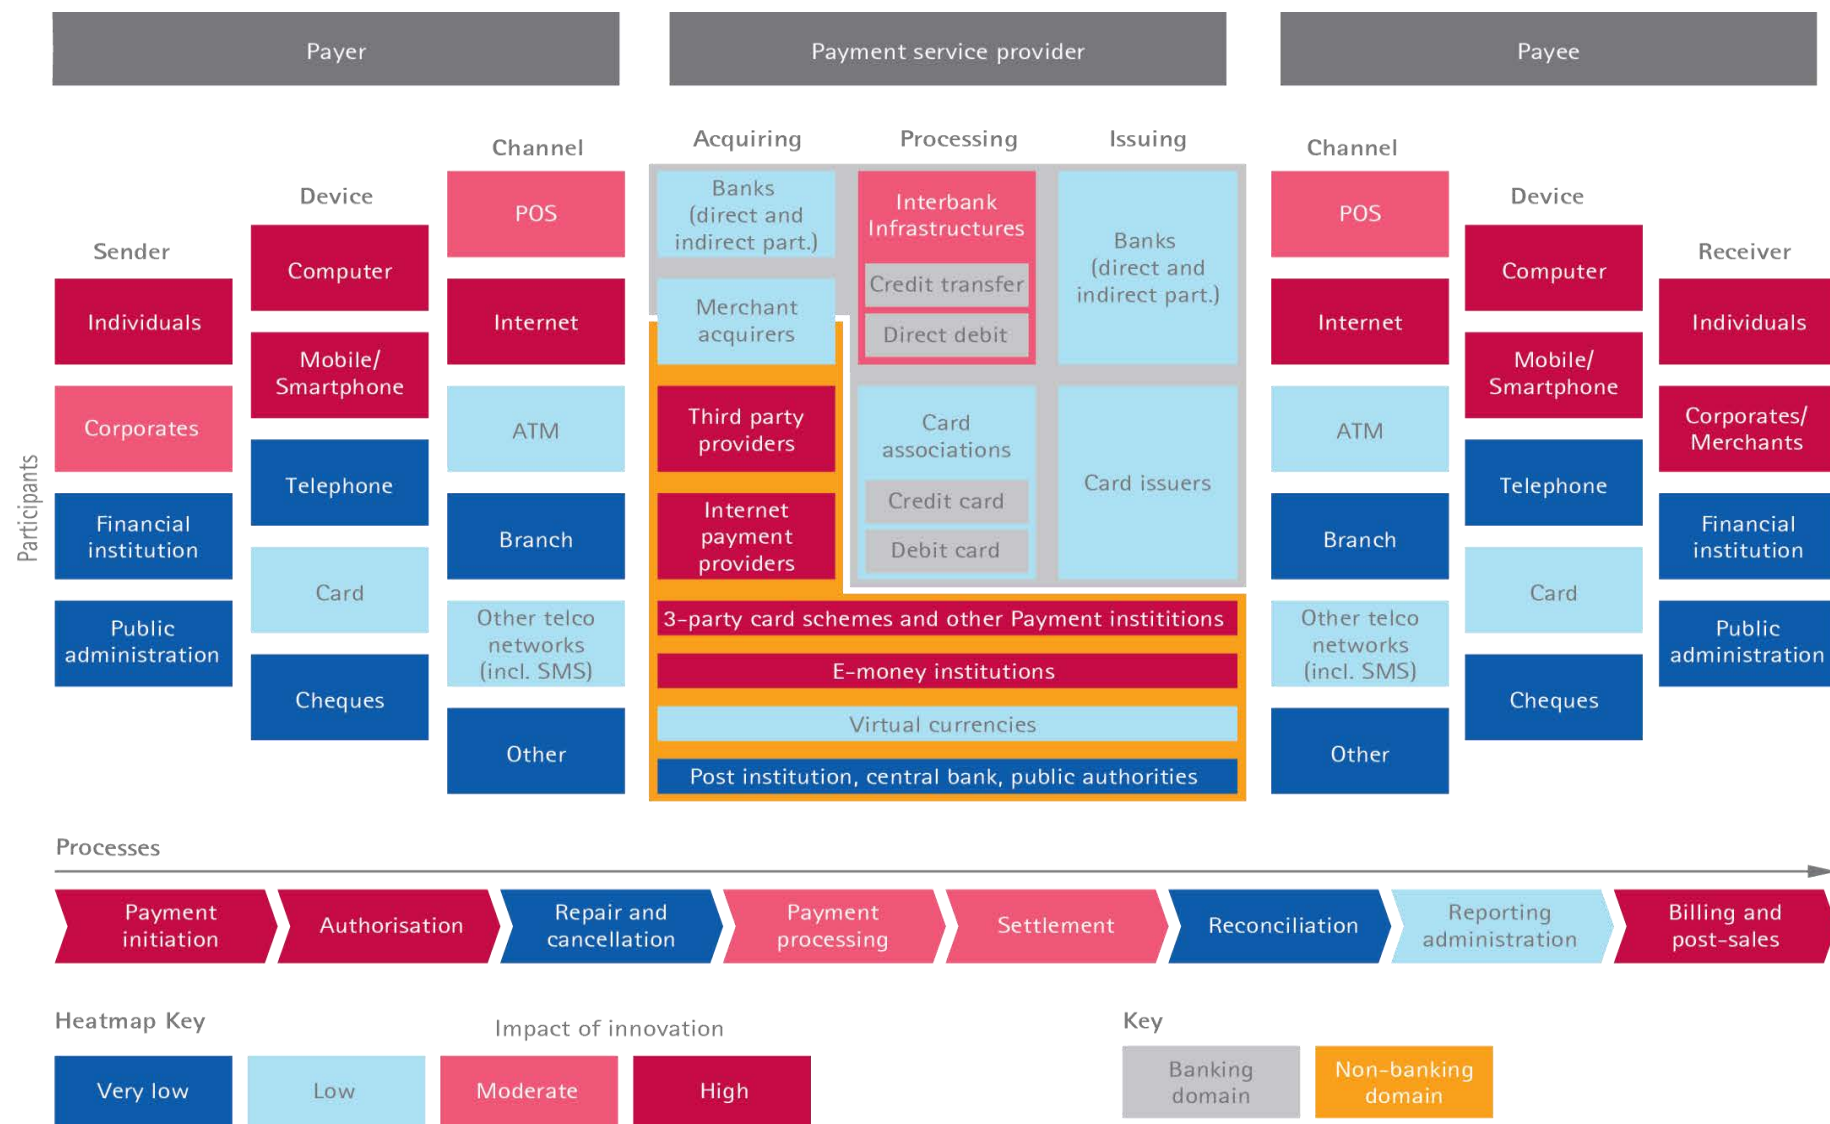 Payer
Payment service provider
Payee
Participants
Sender
Individuals
Corporates
Financial
institution
Public
administration
Device
Computer
Mobile/
Smartphone
Telephone
Card
Cheques
Channel
POS
Internet
ATM
Branch
Other telco
networks
(incl. SMS)
Other
Acquiring
Banks
(direct and
indirect part.)
Merchant
acquirers
Third party
providers
Internet
payment
providers
Processing
Interbank
Infrastructures
Credit transfer
Direct debit
Card
associations
Credit card
Debit card
Issuing
Banks
(direct and
indirect part.)
Card issuers
3-party card schemes and other Payment instititions
E-money institutions
Virtual currencies
Post institution, central bank, public authorities
Channel
POS
Internet
ATM
Branch
Other telco
networks
(incl. SMS)
Other
Device
Computer
Mobile/
Smartphone
Telephone
Card
Cheques
Receiver
Individuals
Corporates/
Merchants
Financial
institution
Public
administration
Processes
Payment
initiation
Authorisation
Repair and
cancellation
Payment
processing
Settlement
Reconciliation
Reporting
administration
Billing and
post-sales
Heatmap Key
Impact of innovation
Very low
Low
Moderate
High
Key
Banking
domain
Non-banking
domain